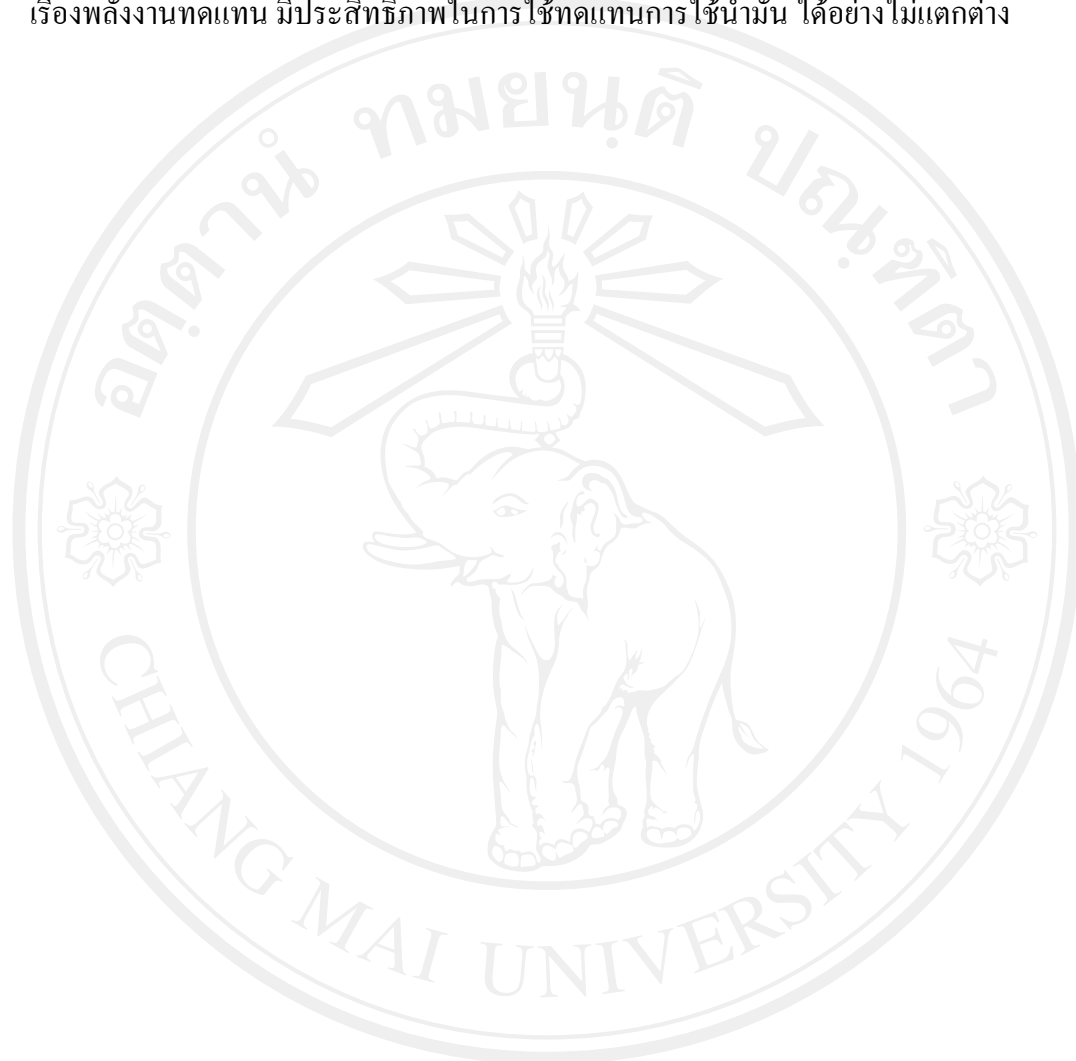 เรื่องพลังงานทดแทน มีประสิทธิภาพในการใช้ทดแทนการใช้น้ำมัน ได้อย่างไม่แตกต่าง
อตฺตานํ ทมยนฺติ ปณฺฑิตา
CHIANG MAI UNIVERSITY 1964